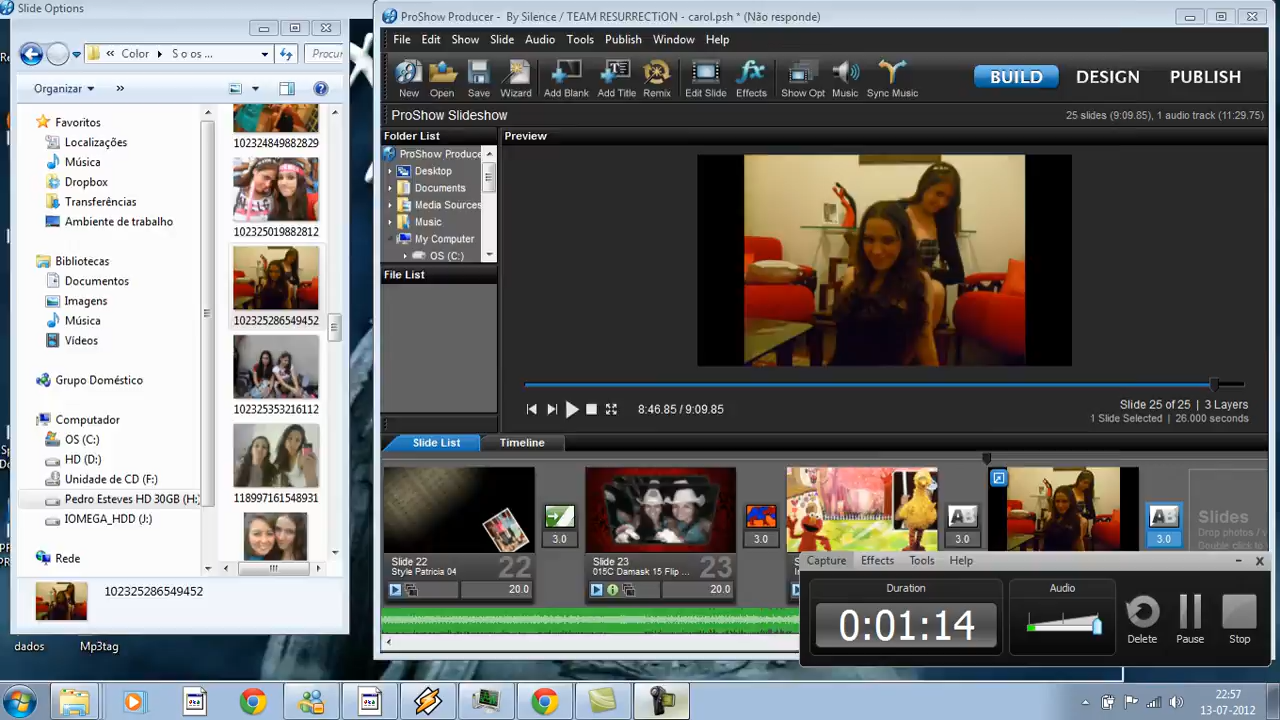 Slide Options
ProShow Producer - By Silence / TEAM RESURRECTiON - carol.psh * (Não responde)
Color S o os ...
Procur
Organizar
File Edit Show Slide Audio Tools Publish Window Help
New Open Save Wizard Add Blank Add Title Remix Edit Slide Effects Show Opt Music Sync Music
BUILD DESIGN PUBLISH
ProShow Slideshow
25 slides (9:09.85), 1 audio track (11:29.75)
Favoritos
Localizações
Música
Dropbox
Transferências
Ambiente de trabalho
Bibliotecas
Documentos
Imagens
Música
Vídeos
Grupo Doméstico
Computador
OS (C:)
HD (D:)
Unidade de CD (F:)
Pedro Esteves HD 30GB (H:)
IOMEGA_HDD (J:)
Rede
102324849882829
102325019882812
102325286549452
102325353216112
118997161548931
102325286549452
Folder List
ProShow Produce
Desktop
Documents
Media Sources
Music
My Computer
OS (C:)
File List
Preview
8:46.85 / 9:09.85
Slide 25 of 25 | 3 Layers
1 Slide Selected | 26.000 seconds
Slide List Timeline
3.0 3.0 3.0 3.0
Slide 22
Style Patricia 04
22
20.0
Slide 23
015C Damask 15 Flip ...
23
20.0
Slides
Drop photos /
Double click to
Capture Effects Tools Help
Duration
0:01:14
Audio
Delete Pause Stop
dados
Mp3tag
22:57
13-07-2012